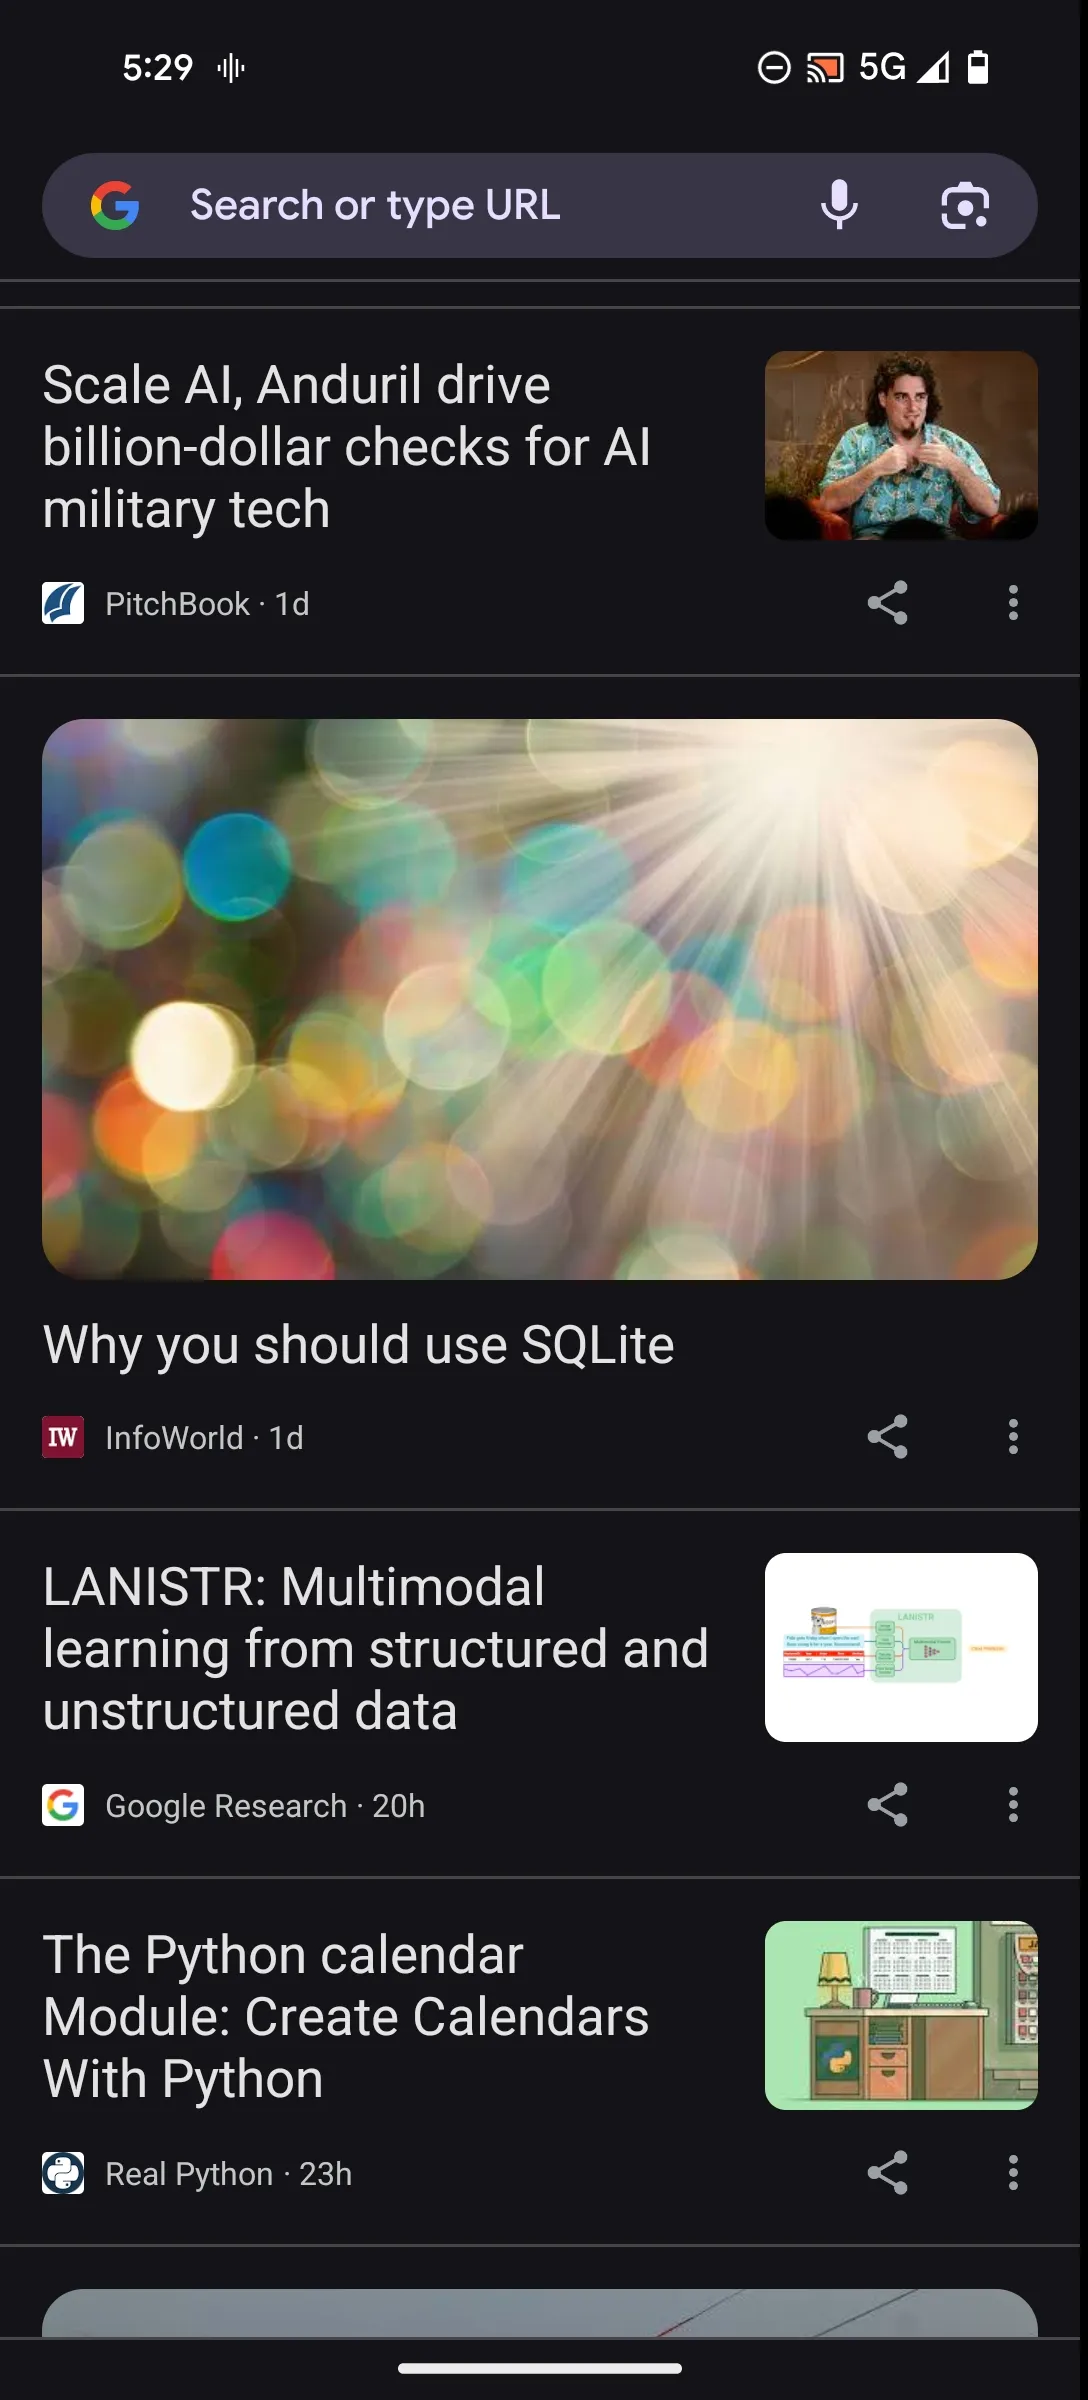 5:29
5G
Search or type URL
Scale AI, Anduril drive
billion-dollar checks for AI
military tech
PitchBook · 1d
Why you should use SQLite
IW
InfoWorld · 1d
LANISTR: Multimodal
learning from structured and
unstructured data
LANISTR
Google Research · 20h
The Python calendar
Module: Create Calendars
With Python
Real Python · 23h